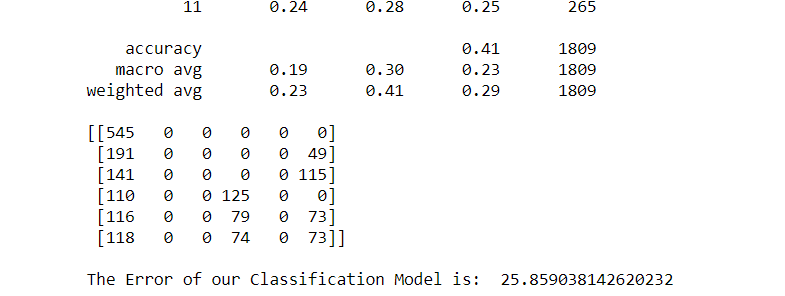 11 0.24 0.28 0.25 265
accuracy 0.41 1809
macro avg 0.19 0.30 0.23 1809
weighted avg 0.23 0.41 0.29 1809
[[545 0 0 0 0 0]
[191 0 0 0 0 49]
[141 0 0 0 0 115]
[110 0 0 125 0 0]
[116 0 0 79 0 73]
[118 0 0 74 0 73]]
The Error of our Classification Model is: 25.859038142620232